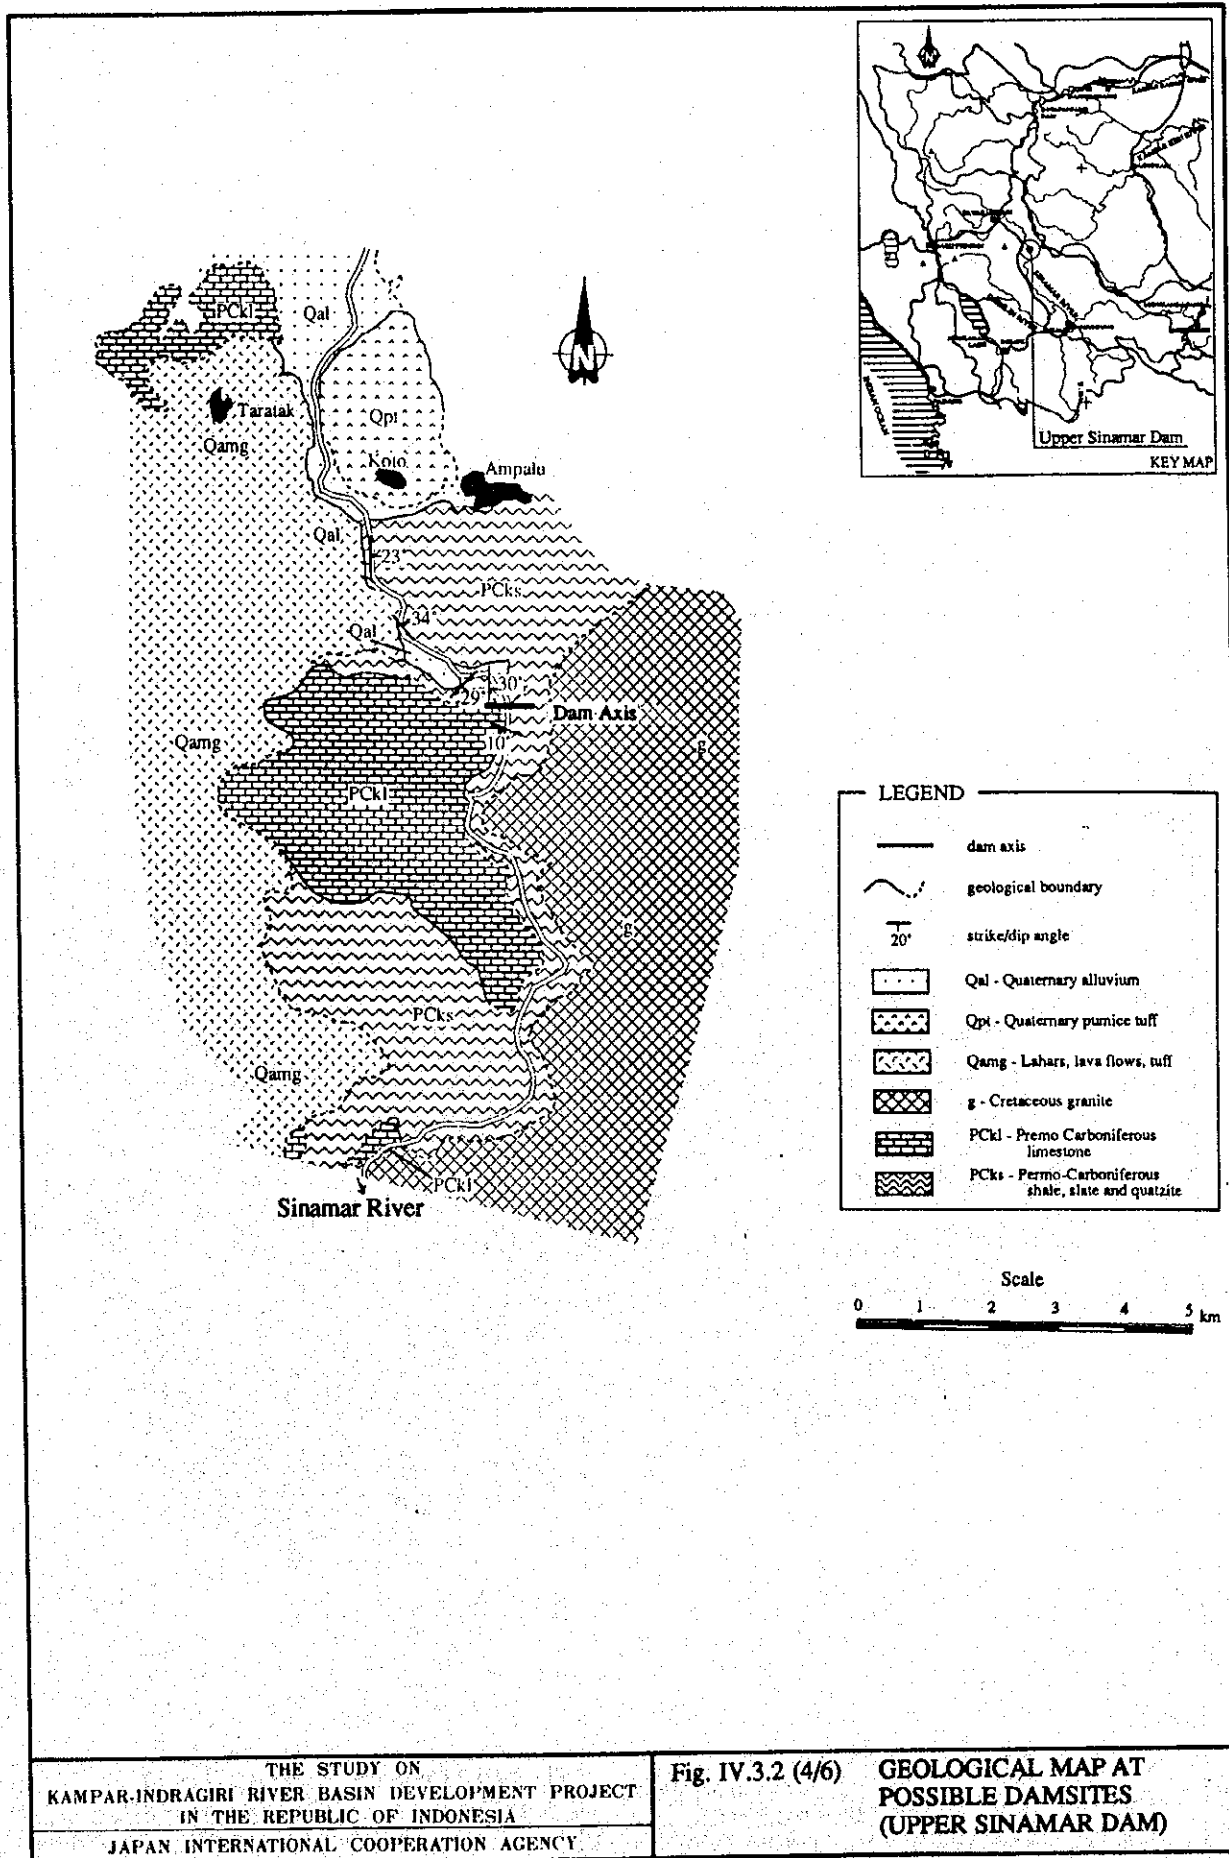 N
SINAMAR RIVER
INDIAN OCEAN
Upper Sinamar Dam
KEY MAP
N
PCkl
Qal
Taratak
Qpt
Qamg
Koto
Ampalu
Qal
23°
PCks
34°
Qal
30°
29°
Dam Axis
Qamg
10°
g
PCkl
g
PCks
Qamg
PCkl
Sinamar River
LEGEND
dam axis
geological boundary
20° strike/dip angle
Qal - Quaternary alluvium
Qpt - Quaternary pumice tuff
Qamg - Lahars, lava flows, tuff
g - Cretaceous granite
PCkl - Premo Carboniferous
limestone
PCks - Permo-Carboniferous
shale, slate and quatzite
Scale
0 1 2 3 4 5 km
THE STUDY ON
KAMPAR-INDRAGIRI RIVER BASIN DEVELOPMENT PROJECT
IN THE REPUBLIC OF INDONESIA
JAPAN INTERNATIONAL COOPERATION AGENCY
Fig. IV.3.2 (4/6) GEOLOGICAL MAP AT
POSSIBLE DAMSITES
(UPPER SINAMAR DAM)